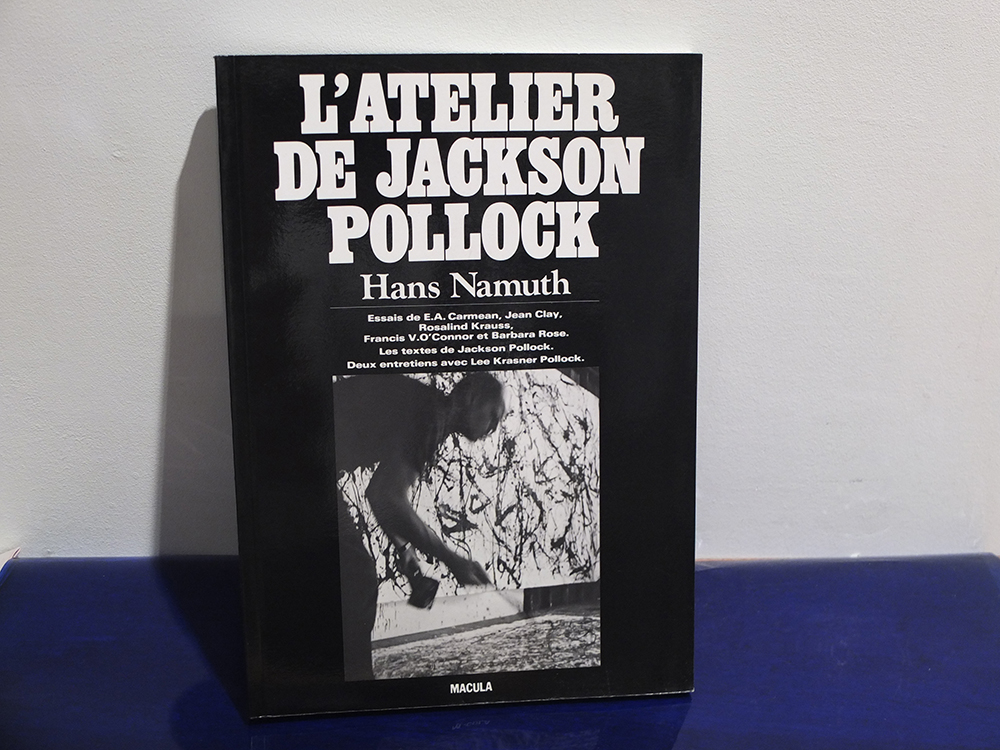 L'ATELIER
DE JACKSON
POLLOCK
Hans Namuth
Essais de E.A. Carmean, Jean Clay,
Rosalind Krauss,
Francis V.O'Connor et Barbara Rose.
Les textes de Jackson Pollock.
Deux entretiens avec Lee Krasner Pollock.
MACULA